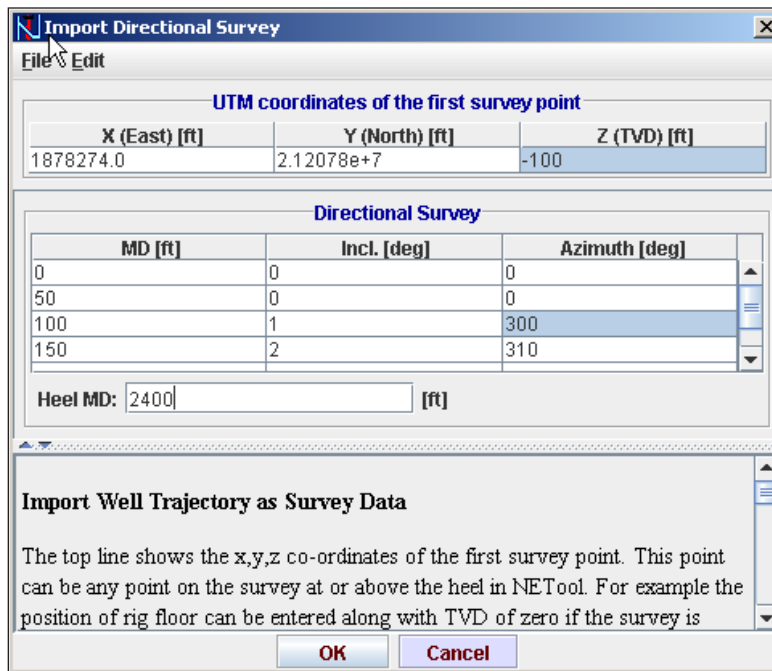 Import Directional Survey
File Edit
UTM coordinates of the first survey point
X (East) [ft] Y (North) [ft] Z (TVD) [ft]
1878274.0 2.12078e+7 -100
Directional Survey
MD [ft] Incl. [deg] Azimuth [deg]
0 0 0
50 0 0
100 1 300
150 2 310
Heel MD: 2400 [ft]
Import Well Trajectory as Survey Data
The top line shows the x,y,z co-ordinates of the first survey point. This point
can be any point on the survey at or above the heel in NETool. For example the
position of rig floor can be entered along with TVD of zero if the survey is
OK Cancel